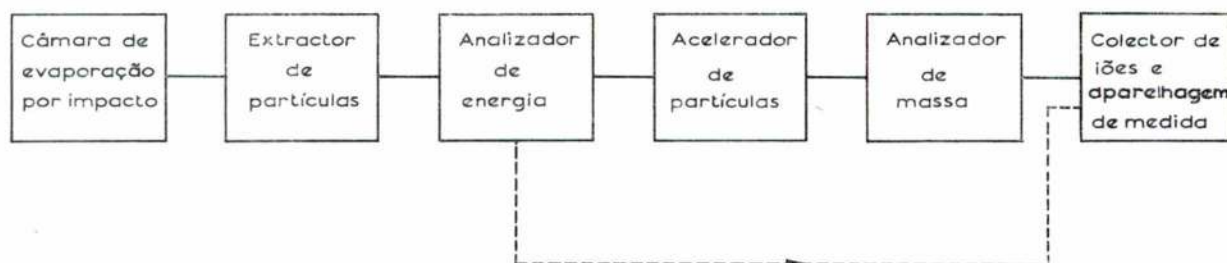 Câmara de
evaporação
por impacto
Extractor
de
partículas
Analizador
de
energia
Acelerador
de
partículas
Analizador
de
massa
Colector de
iões e
aparelhagem
de medida